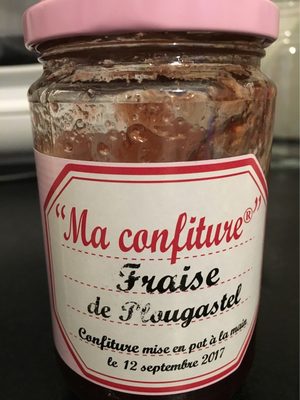 “Ma confiture®”
Fraise
de Plougastel
Confiture mise en pot à la main
le 12 septembre 2017